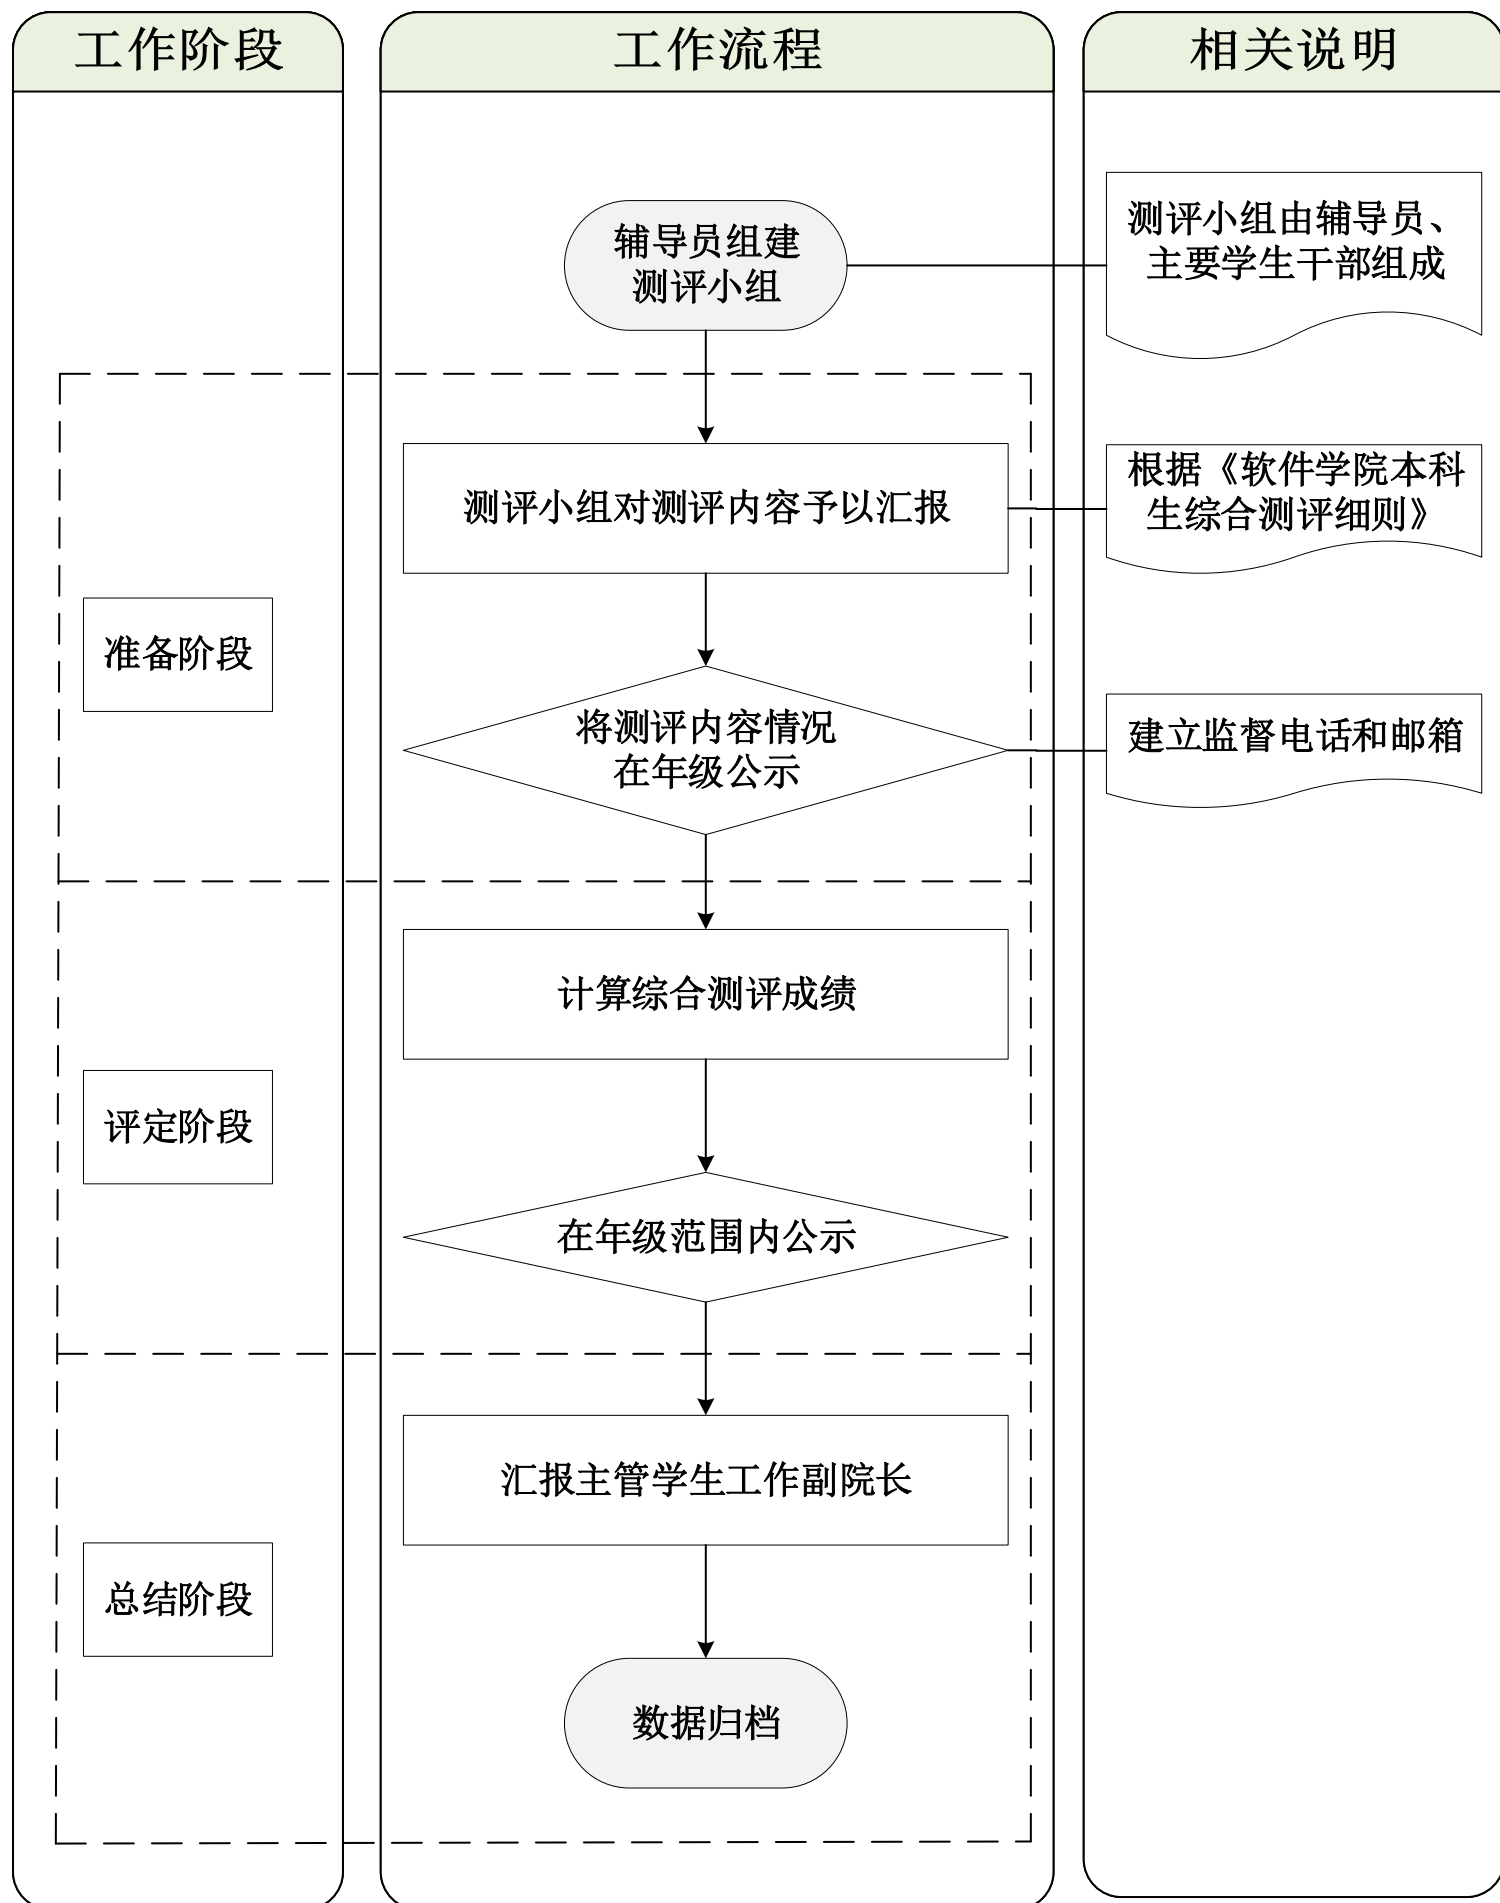 工作阶段
工作流程
相关说明
辅导员组建
测评小组
测评小组由辅导员、
主要学生干部组成
测评小组对测评内容予以汇报
根据《软件学院本科
生综合测评细则》
准备阶段
将测评内容情况
在年级公示
建立监督电话和邮箱
计算综合测评成绩
评定阶段
在年级范围内公示
汇报主管学生工作副院长
总结阶段
数据归档